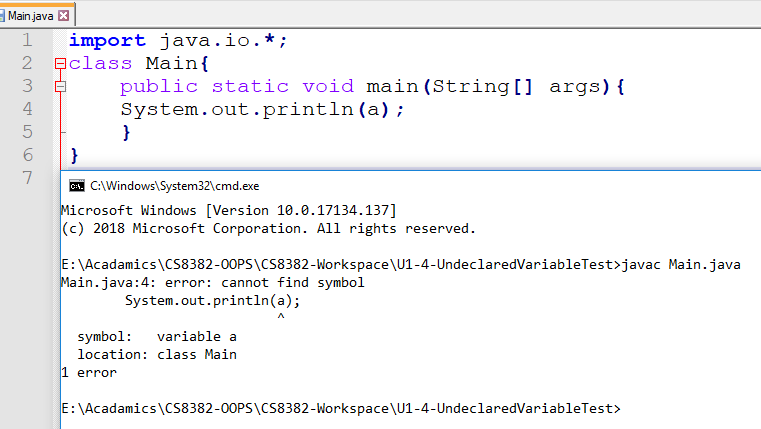 Main.java
1 import java.io.*;
2 class Main{
3 public static void main(String[] args){
4 System.out.println(a);
5 }
6 }
7
C:\Windows\System32\cmd.exe
Microsoft Windows [Version 10.0.17134.137]
(c) 2018 Microsoft Corporation. All rights reserved.
E:\Acadamics\CS8382-OOPS\CS8382-Workspace\U1-4-UndeclaredVariableTest>javac Main.java
Main.java:4: error: cannot find symbol
System.out.println(a);
^
symbol: variable a
location: class Main
1 error
E:\Acadamics\CS8382-OOPS\CS8382-Workspace\U1-4-UndeclaredVariableTest>